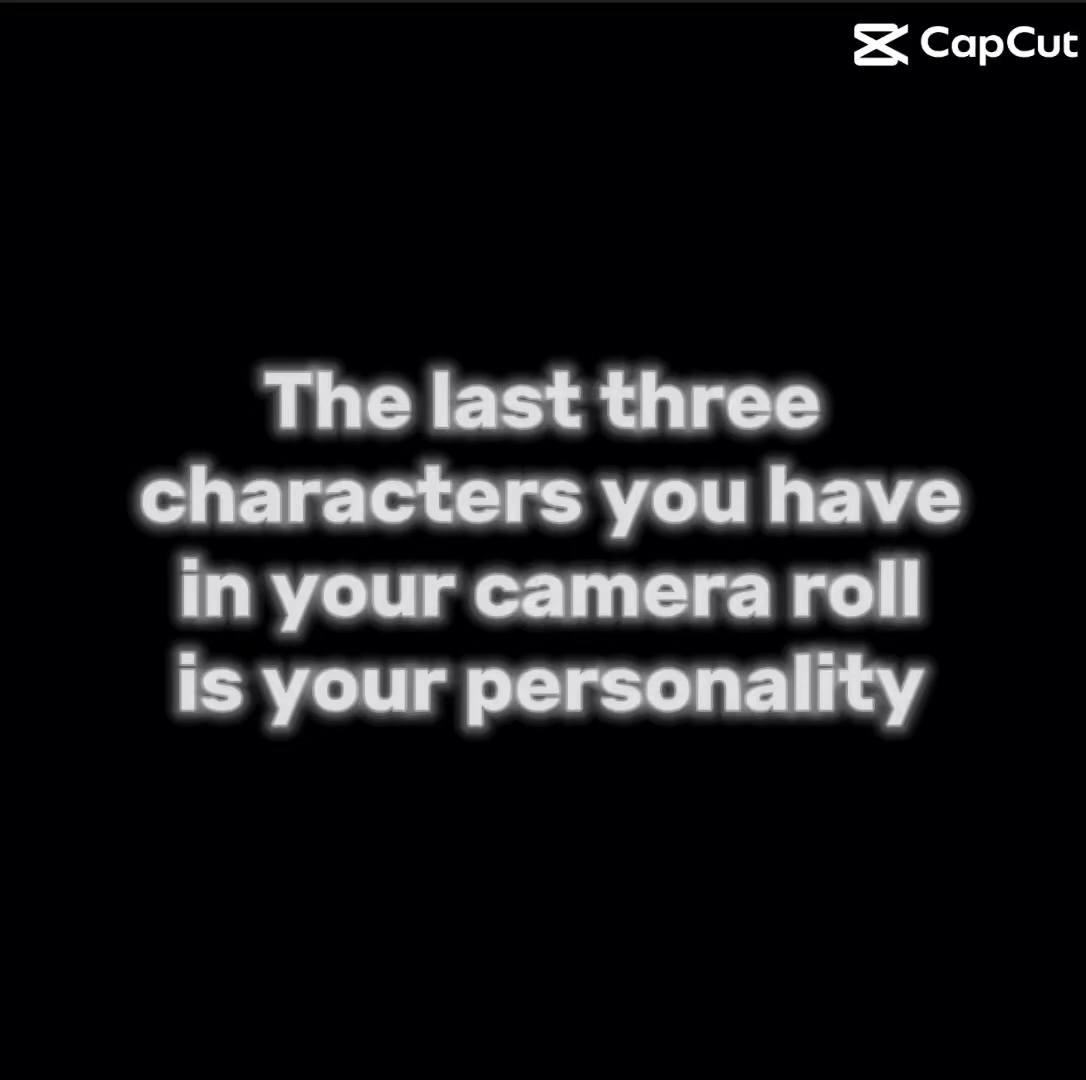 CapCut
The last three
characters you have
in your camera roll
is your personality